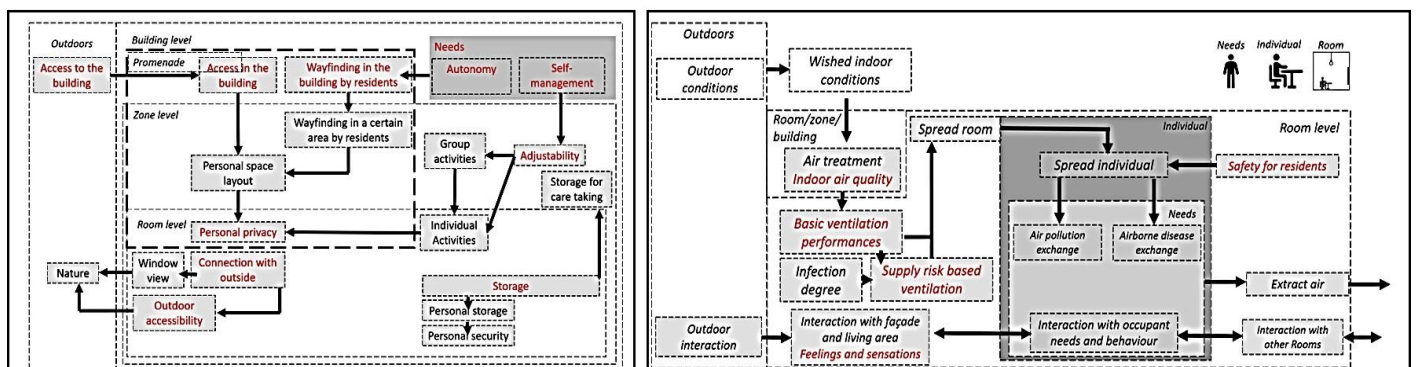 Outdoors
Building level
Promenade
Needs
Access to the
building
Access in the
building
Wayfinding in the
building by residents
Autonomy
Self-
management
Zone level
Wayfinding in a certain
area by residents
Group
activities
Adjustability
Personal space
layout
Storage for
care taking
Room level
Personal privacy
Individual
Activities
Nature
Window
view
Connection with
outside
Outdoor
accessibility
Storage
Personal storage
Personal security
Outdoors
Outdoor
conditions
Wished indoor
conditions
Needs
Individual
Room
Room/zone/
building
Spread room
Individual
Room level
Air treatment
Indoor air quality
Spread individual
Safety for residents
Basic ventilation
performances
Needs
Air pollution
exchange
Airborne disease
exchange
Infection
degree
Supply risk based
ventilation
Extract air
Outdoor
interaction
Interaction with façade
and living area
Feelings and sensations
Interaction with occupant
needs and behaviour
Interaction with
other Rooms